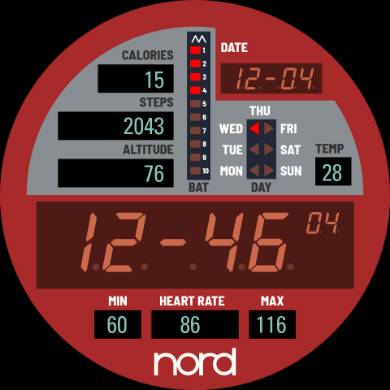 CALORIES
15
STEPS
2043
ALTITUDE
76
1
2
3
4
5
6
7
8
9
10
BAT
DATE
12-04
THU
WED FRI
TUE SAT
MON SUN
DAY
TEMP
28
12-46 04
MIN HEART RATE MAX
60 86 116
nord